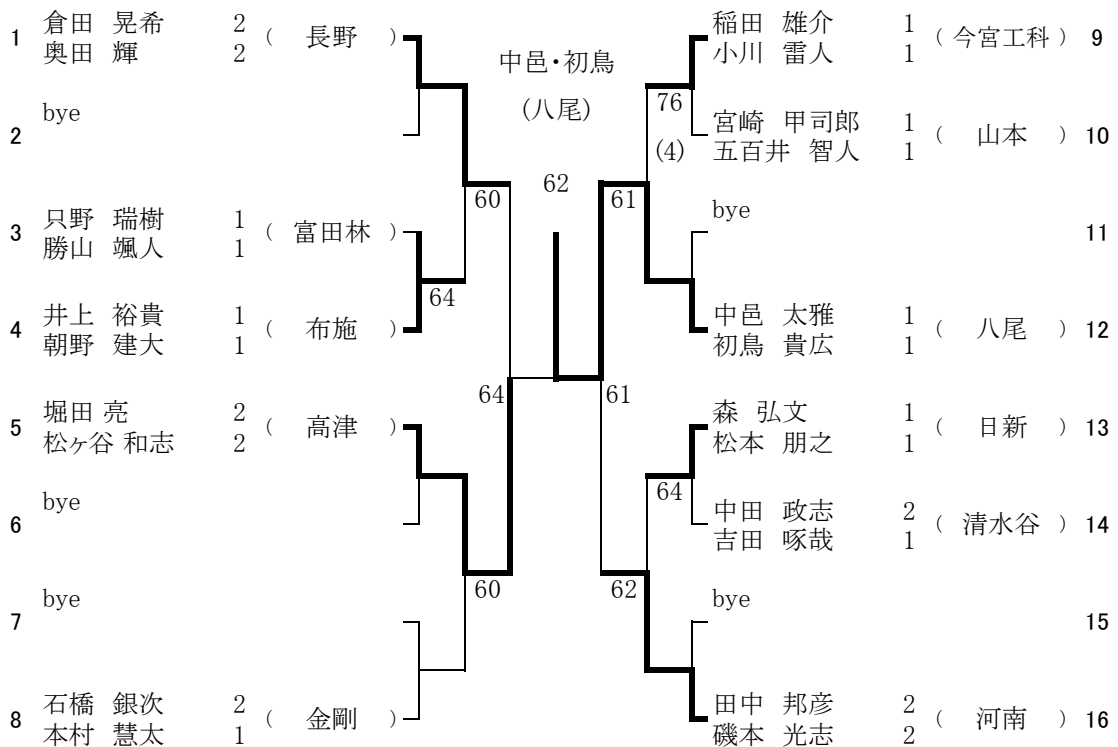 1 倉田 晃希 2 ( 長野 )
奥田 輝 2
2 bye
3 只野 瑞樹 1 ( 富田林 )
勝山 颯人 1
4 井上 裕貴 1 ( 布施 )
朝野 建大 1
5 堀田 亮 2 ( 高津 )
松ヶ谷 和志 2
6 bye
7 bye
8 石橋 銀次 2 ( 金剛 )
本村 慧太 1
60
64
64
60
中邑・初鳥
(八尾)
62
76
(4)
61
61
64
62
稲田 雄介 1 ( 今宮工科 ) 9
小川 雷人 1
宮崎 甲司郎 1 ( 山本 ) 10
五百井 智人 1
bye 11
中邑 太雅 1 ( 八尾 ) 12
初鳥 貴広 1
森 弘文 1 ( 日新 ) 13
松本 朋之 1
中田 政志 2 ( 清水谷 ) 14
吉田 啄哉 1
bye 15
田中 邦彦 2 ( 河南 ) 16
磯本 光志 2